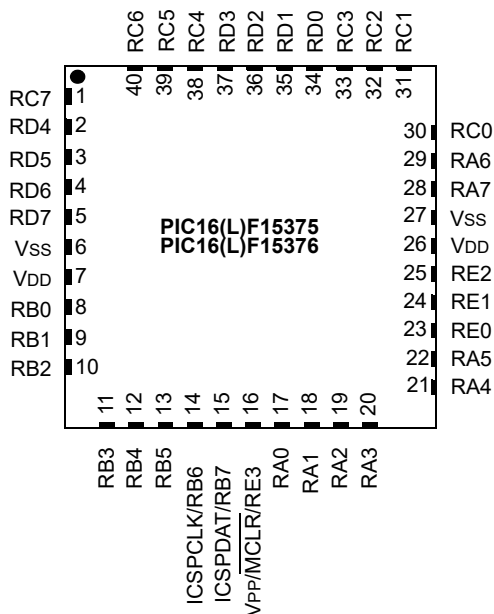 RC6
RC5
RC4
RD3
RD2
RD1
RD0
RC3
RC2
RC1
40
39
38
37
36
35
34
33
32
31
RC7 1
RD4 2
RD5 3
RD6 4
RD7 5
VSS 6
VDD 7
RB0 8
RB1 9
RB2 10
PIC16(L)F15375
PIC16(L)F15376
30 RC0
29 RA6
28 RA7
27 VSS
26 VDD
25 RE2
24 RE1
23 RE0
22 RA5
21 RA4
11
12
13
14
15
16
17
18
19
20
RB3
RB4
RB5
ICSPCLK/RB6
ICSPDAT/RB7
VPP/MCLR/RE3
RA0
RA1
RA2
RA3